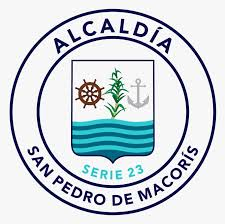 ALCALDÍA
SERIE 23
SAN PEDRO DE MACORÍS